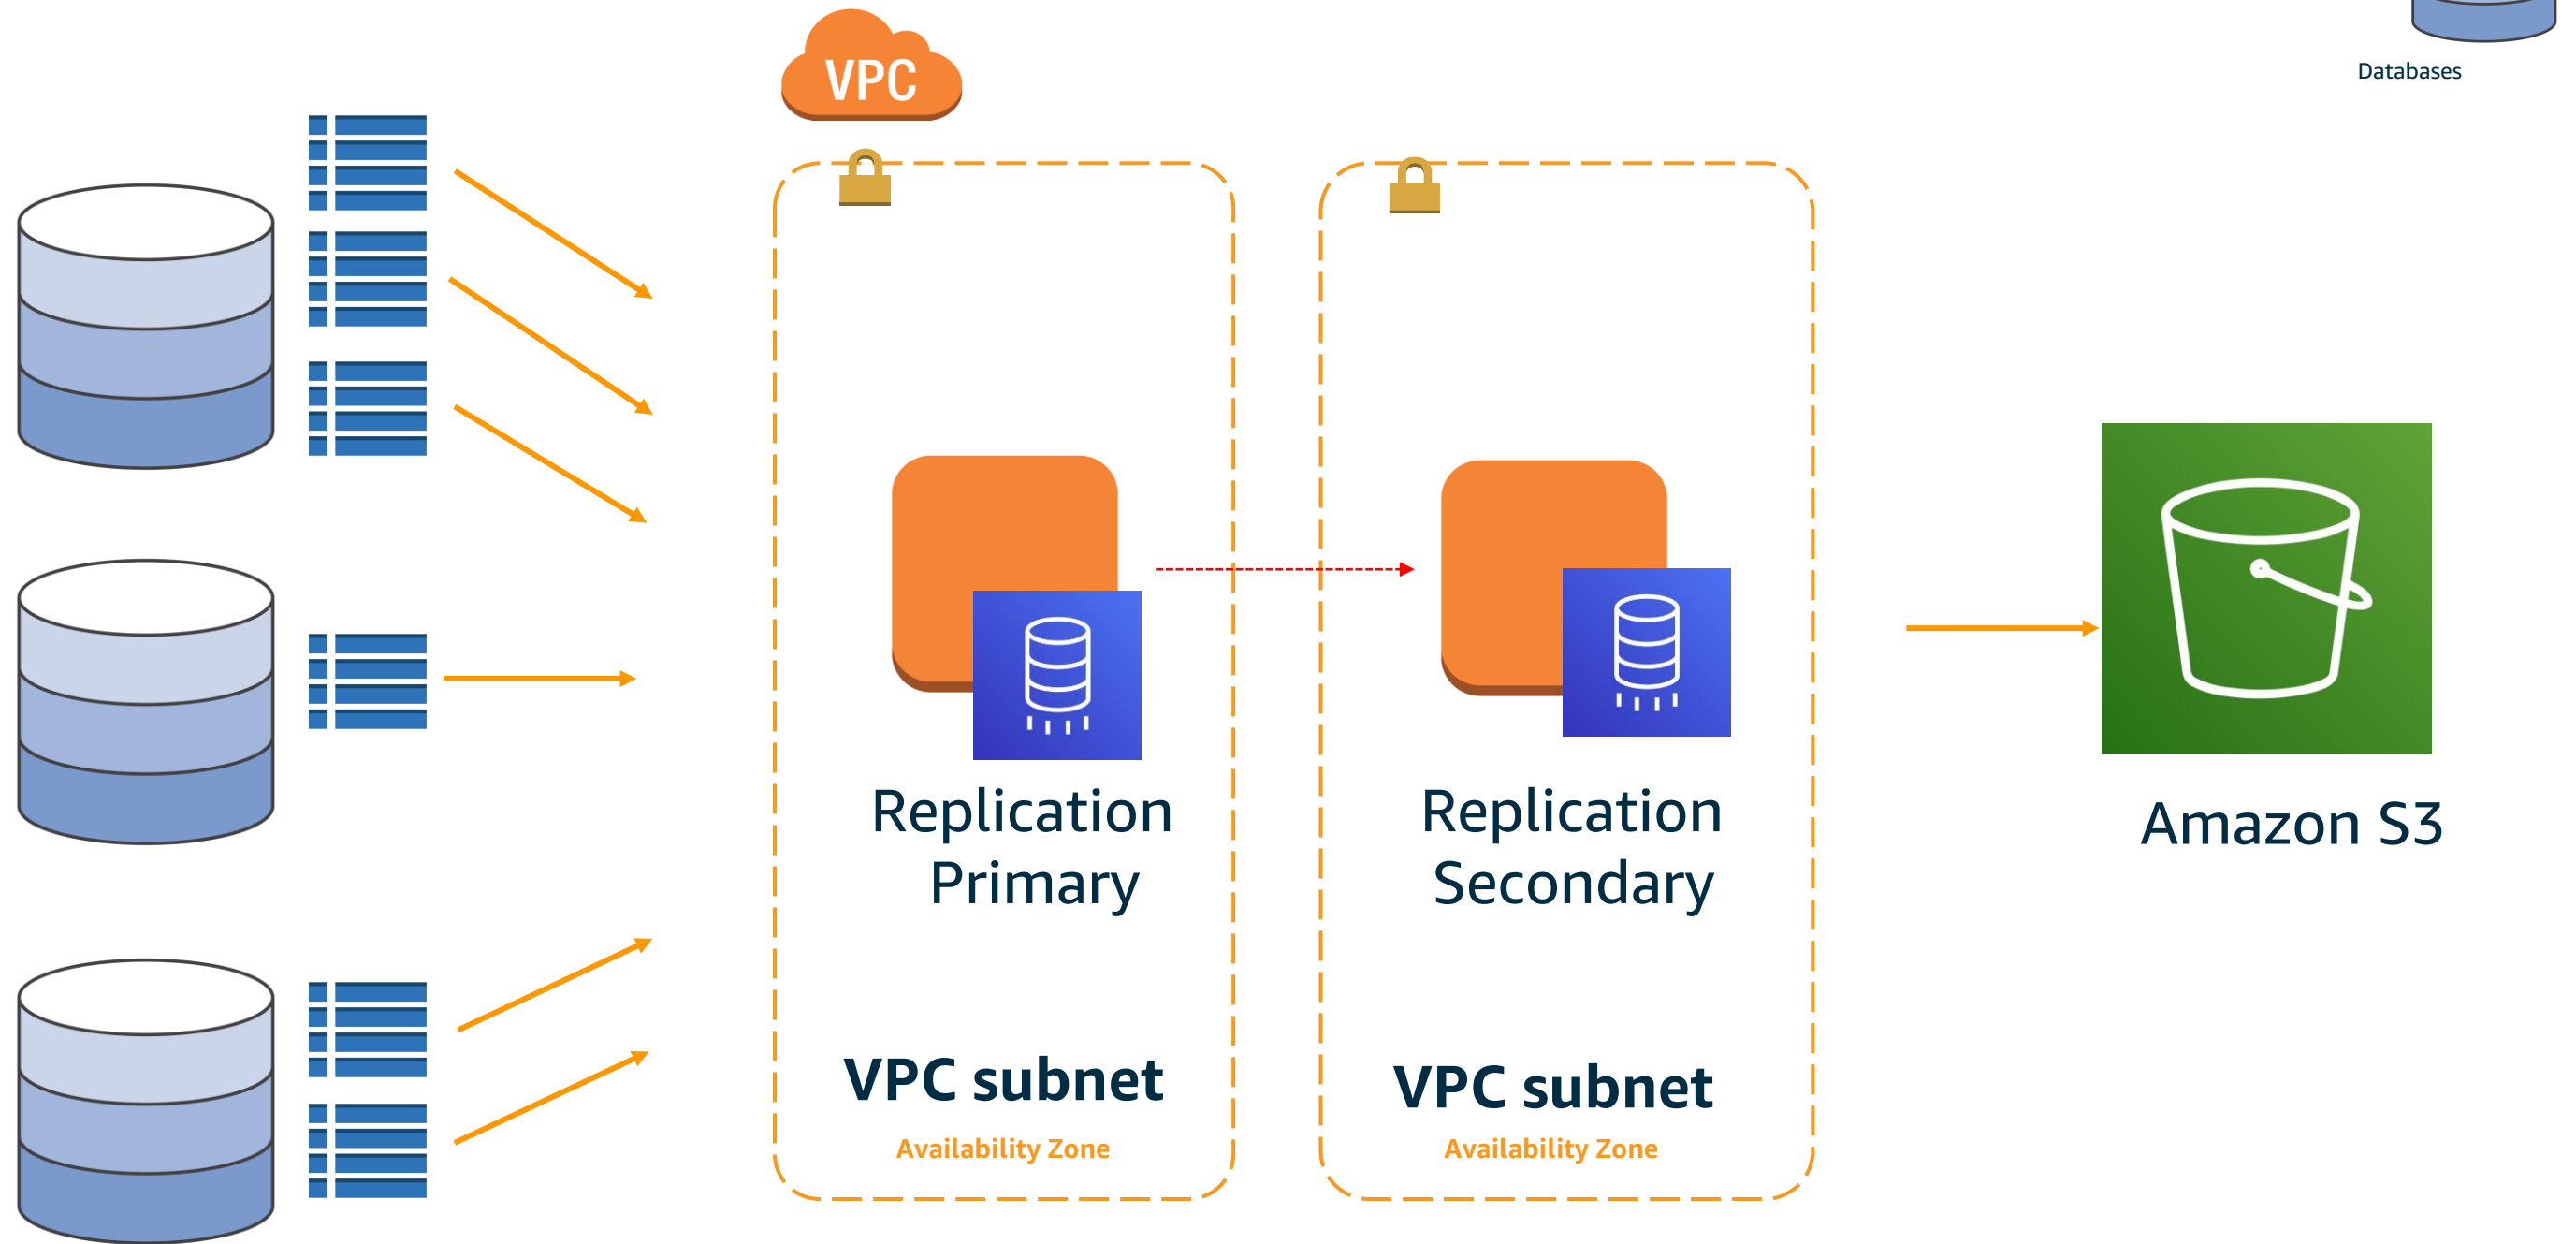 Databases
VPC
Replication
Primary
VPC subnet
Availability Zone
Replication
Secondary
VPC subnet
Availability Zone
Amazon S3